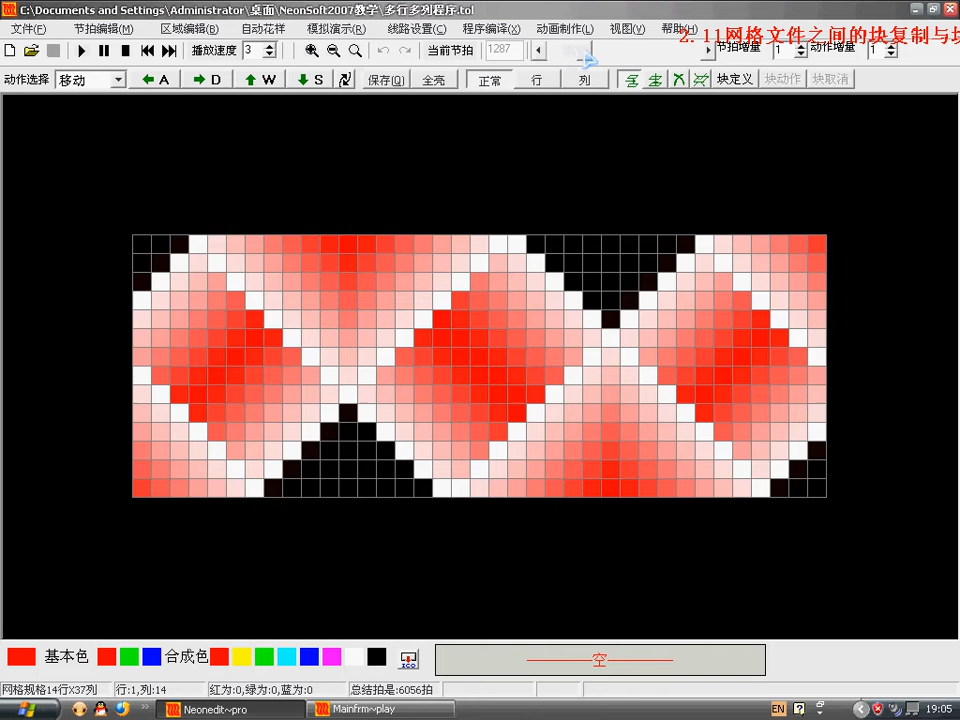 C:\Documents and Settings\Administrator\桌面\NeonSoft2007教学\多行多列程序.tol
文件(F) 节拍编辑(M) 区域编辑(B) 自动花样 模拟演示(R) 线路设置(C) 程序编译(X) 动画制作(L) 视图(V) 帮助(H)
2.11网格文件之间的块复制与块
播放速度 3 当前节拍 1287 节拍增量 1 动作增量 1
动作选择 移动 A D W S 保存(U) 全亮 正常 行 列 块定义 块动作 块取消
基本色 合成色 ICO 空
网格规格14行X37列 行:1,列:14 红为:0,绿为:0,蓝为:0 总结拍是:6056拍
Neonedit~pro Mainfrm~play EN 19:05